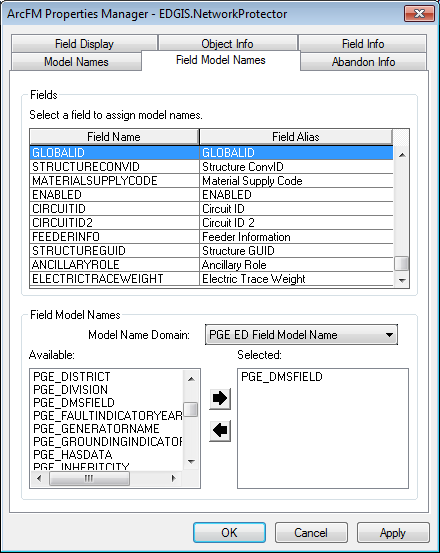 ArcFM Properties Manager - EDGIS.NetworkProtector
Field Display Object Info Field Info
Model Names Field Model Names Abandon Info
Fields
Select a field to assign model names.
Field Name Field Alias
GLOBALID GLOBALID
STRUCTURECONVID Structure ConvID
MATERIALSUPPLYCODE Material Supply Code
ENABLED ENABLED
CIRCUITID Circuit ID
CIRCUITID2 Circuit ID 2
FEEDERINFO Feeder Information
STRUCTUREGUID Structure GUID
ANCILLARYROLE Ancillary Role
ELECTRICTRACEWEIGHT Electric Trace Weight
Field Model Names
Model Name Domain: PGE ED Field Model Name
Available: Selected:
PGE_DISTRICT PGE_DMSFIELD
PGE_DIVISION
PGE_DMSFIELD
PGE_FAULTINDICATORYEAR
PGE_GENERATORNAME
PGE_GROUNDINGINDICATOR
PGE_HASDATA
PGE_INHERITCITY
OK Cancel Apply